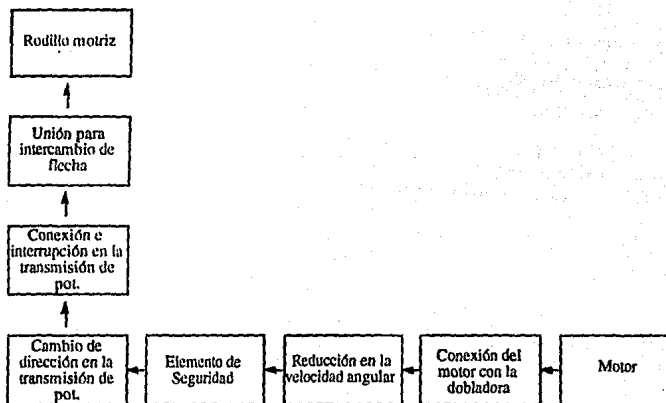 Rodillo motriz
Unión para
intercambio de
flecha
Conexión e
interrupción en la
transmisión de
pot.
Cambio de
dirección en la
transmisión de
pot.
Elemento de
Seguridad
Reducción en la
velocidad angular
Conexión del
motor con la
dobladora
Motor